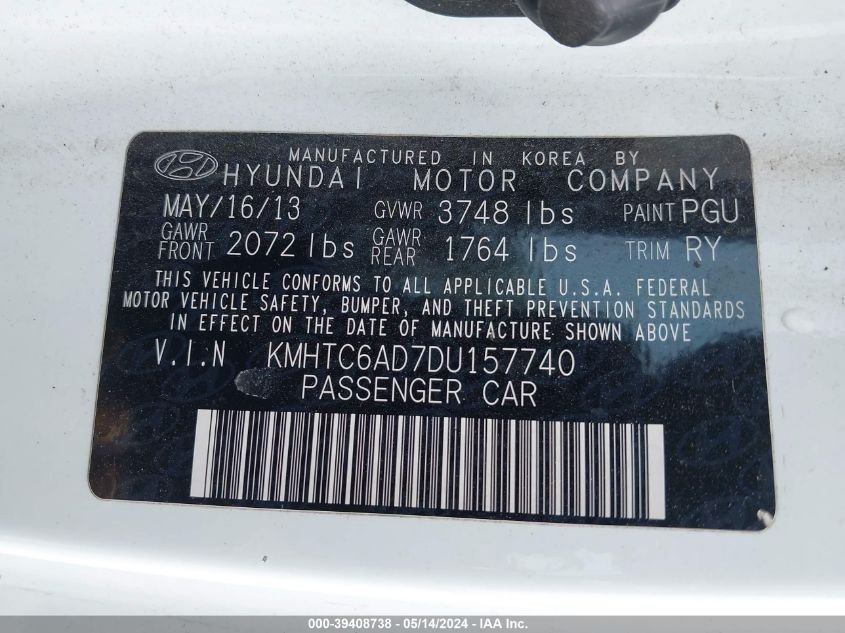 MANUFACTURED IN KOREA BY
HYUNDAI MOTOR COMPANY
MAY/16/13 GVWR 3748 lbs PAINT PGU
GAWR FRONT 2072 lbs GAWR REAR 1764 lbs TRIM RY
THIS VEHICLE CONFORMS TO ALL APPLICABLE U.S.A. FEDERAL
MOTOR VEHICLE SAFETY, BUMPER, AND THEFT PREVENTION STANDARDS
IN EFFECT ON THE DATE OF MANUFACTURE SHOWN ABOVE
V.I.N KMHTC6AD7DU157740
PASSENGER CAR
000-39408738 - 05/14/2024 - IAA Inc.